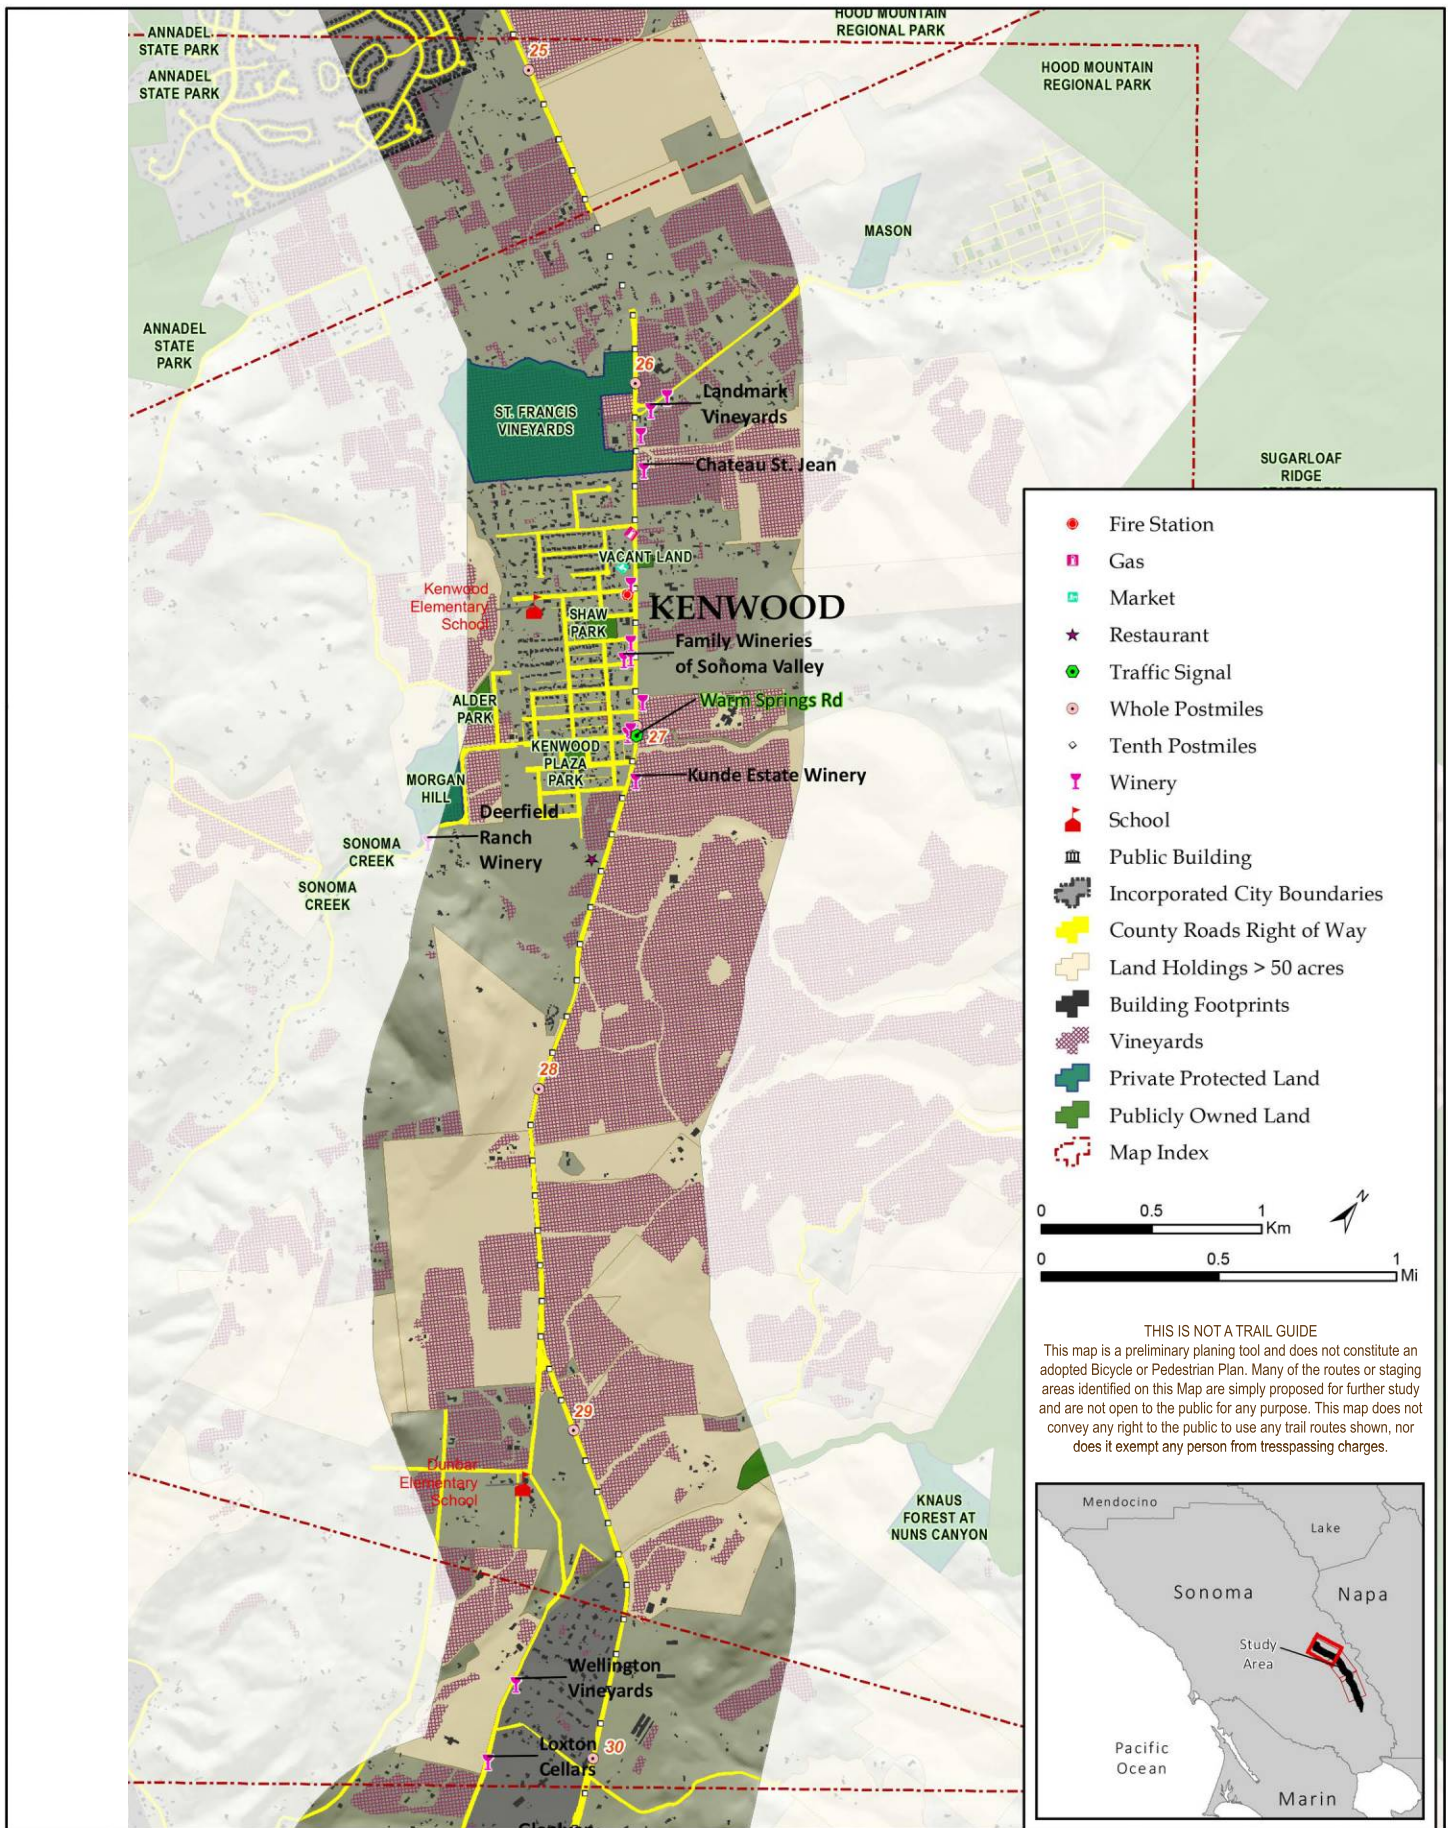 HOOD MOUNTAIN
REGIONAL PARK
ANNADEL
STATE PARK
ANNADEL
STATE PARK
25
HOOD MOUNTAIN
REGIONAL PARK
MASON
ANNADEL
STATE
PARK
26
Landmark
Vineyards
ST. FRANCIS
VINEYARDS
Chateau St. Jean
SUGARLOAF
RIDGE
VACANT LAND
Kenwood
Elementary
School
KENWOOD
SHAW
PARK
Family Wineries
of Sonoma Valley
ALDER
PARK
Warm Springs Rd
27
KENWOOD
PLAZA
PARK
Kunde Estate Winery
MORGAN
HILL
Deerfield
Ranch
Winery
SONOMA
CREEK
SONOMA
CREEK
28
29
Dunbar
Elementary
School
KNAUS
FOREST AT
NUNS CANYON
Wellington
Vineyards
Loxton
Cellars
30
Fire Station
Gas
Market
Restaurant
Traffic Signal
Whole Postmiles
Tenth Postmiles
Winery
School
Public Building
Incorporated City Boundaries
County Roads Right of Way
Land Holdings > 50 acres
Building Footprints
Vineyards
Private Protected Land
Publicly Owned Land
Map Index
N
0 0.5 1
Km
0 0.5 1
Mi
THIS IS NOT A TRAIL GUIDE
This map is a preliminary planing tool and does not constitute an
adopted Bicycle or Pedestrian Plan. Many of the routes or staging
areas identified on this Map are simply proposed for further study
and are not open to the public for any purpose. This map does not
convey any right to the public to use any trail routes shown, nor
does it exempt any person from tresspassing charges.
Mendocino
Lake
Sonoma
Napa
Study
Area
Pacific
Ocean
Marin